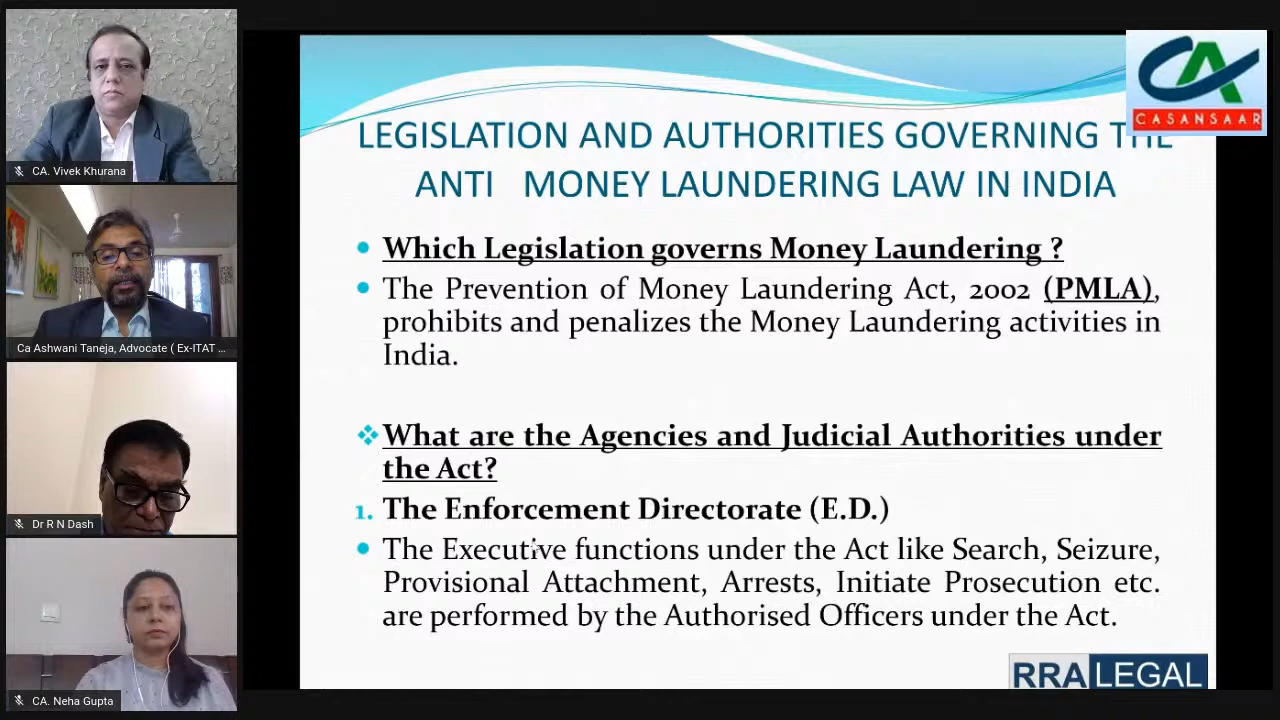 CA. Vivek Khurana
Ca Ashwani Taneja, Advocate ( Ex-ITAT ...
Dr R N Dash
CA. Neha Gupta
CA
CASANSAAR
LEGISLATION AND AUTHORITIES GOVERNING THE
ANTI MONEY LAUNDERING LAW IN INDIA
• Which Legislation governs Money Laundering ?
• The Prevention of Money Laundering Act, 2002 (PMLA),
prohibits and penalizes the Money Laundering activities in
India.
❖ What are the Agencies and Judicial Authorities under
the Act?
1. The Enforcement Directorate (E.D.)
• The Executive functions under the Act like Search, Seizure,
Provisional Attachment, Arrests, Initiate Prosecution etc.
are performed by the Authorised Officers under the Act.
RRA LEGAL